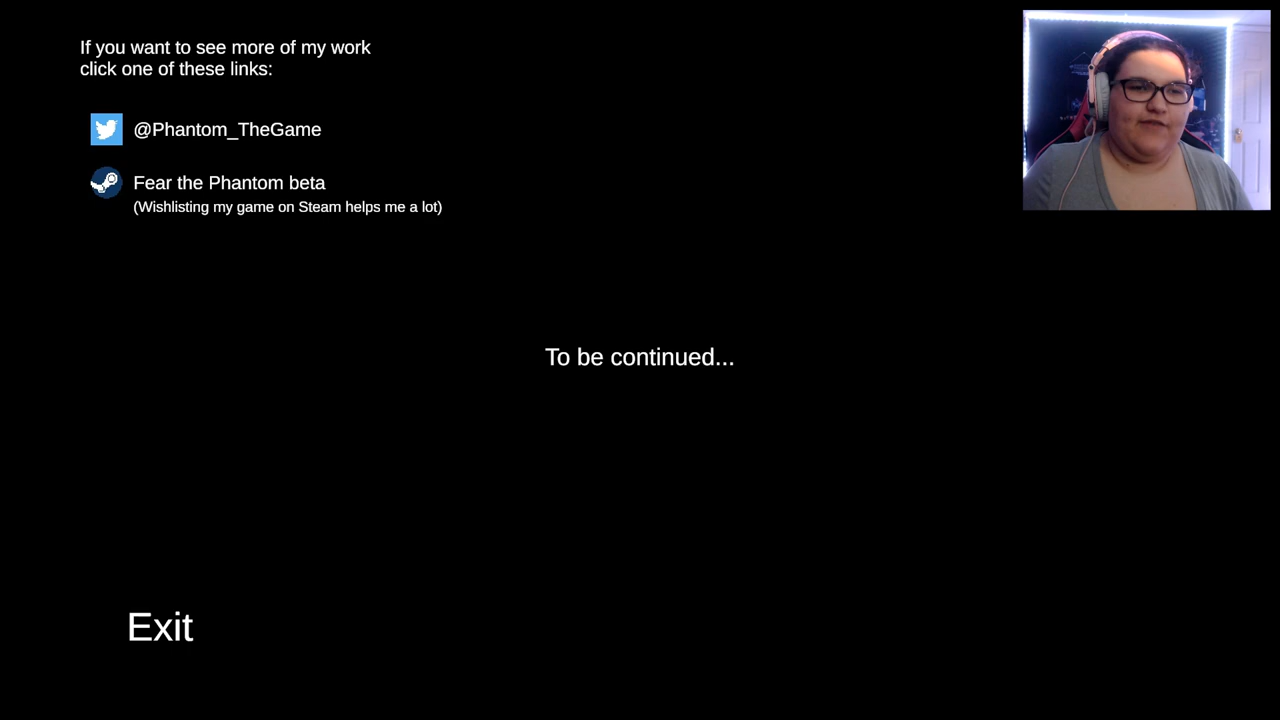 If you want to see more of my work
click one of these links:
@Phantom_TheGame
Fear the Phantom beta
(Wishlisting my game on Steam helps me a lot)
To be continued...
Exit